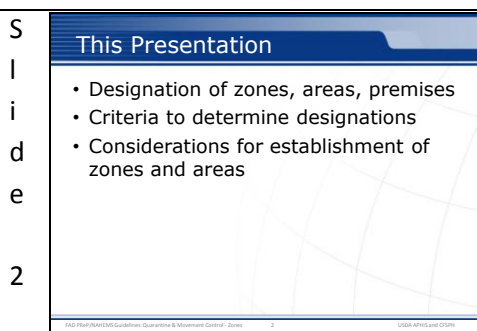 Slide 2
This Presentation
• Designation of zones, areas, premises
• Criteria to determine designations
• Considerations for establishment of
zones and areas
FAD PReP/NAHEMS Guidelines: Quarantine & Movement Control - Zones 2 USDA APHIS and CFSPH